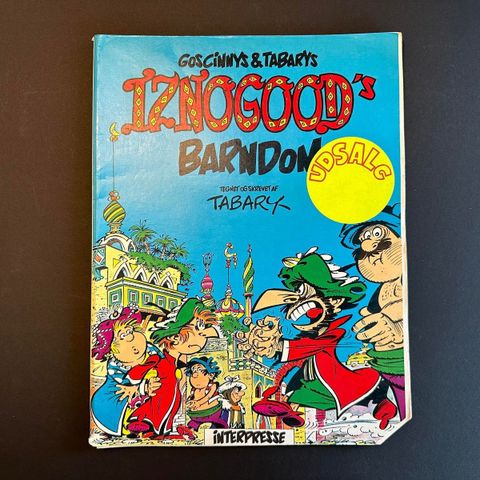 GOSCINNYS & TABARYS
IZNOGOOD's
BARNDOM
UDSALG
TEGNET OG SKREVET AF
TABARY
INTERPRESSE